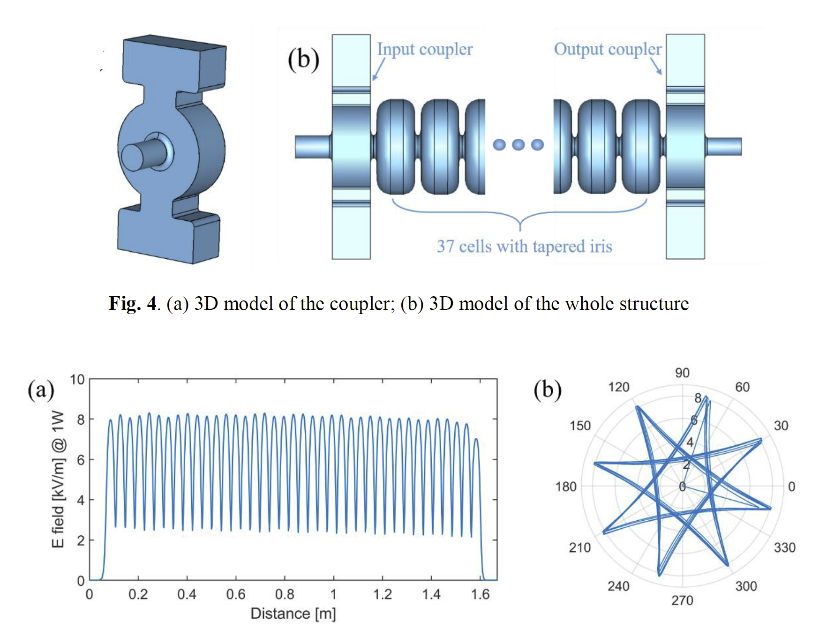 (b)
Input coupler
Output coupler
37 cells with tapered iris
Fig. 4. (a) 3D model of the coupler; (b) 3D model of the whole structure
(a)
E field [kV/m] @ 1W
10
8
6
4
2
0
0 0.2 0.4 0.6 0.8 1 1.2 1.4 1.6
Distance [m]
(b)
90
120 60
150 30
180 0
210 330
240 300
270
8
6
4
2
0